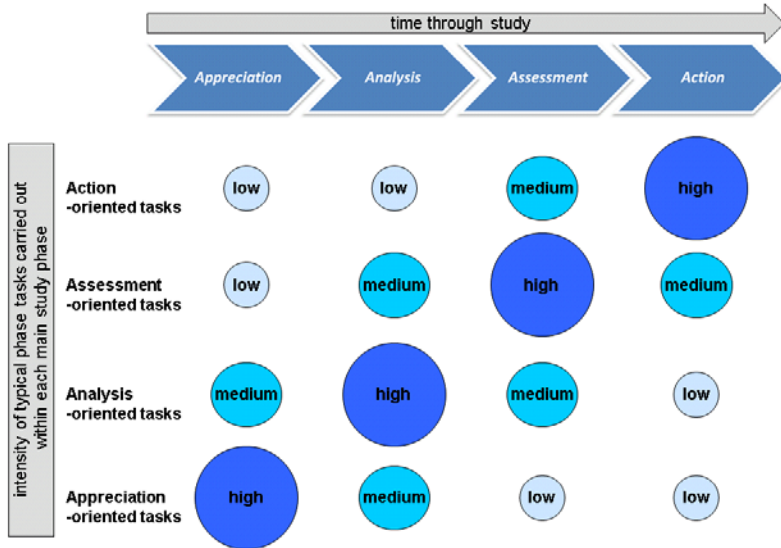 time through study
Appreciation
Analysis
Assessment
Action
intensity of typical phase tasks carried out
within each main study phase
Action
-oriented tasks
low
low
medium
high
Assessment
-oriented tasks
low
medium
high
medium
Analysis
-oriented tasks
medium
high
medium
low
Appreciation
-oriented tasks
high
medium
low
low